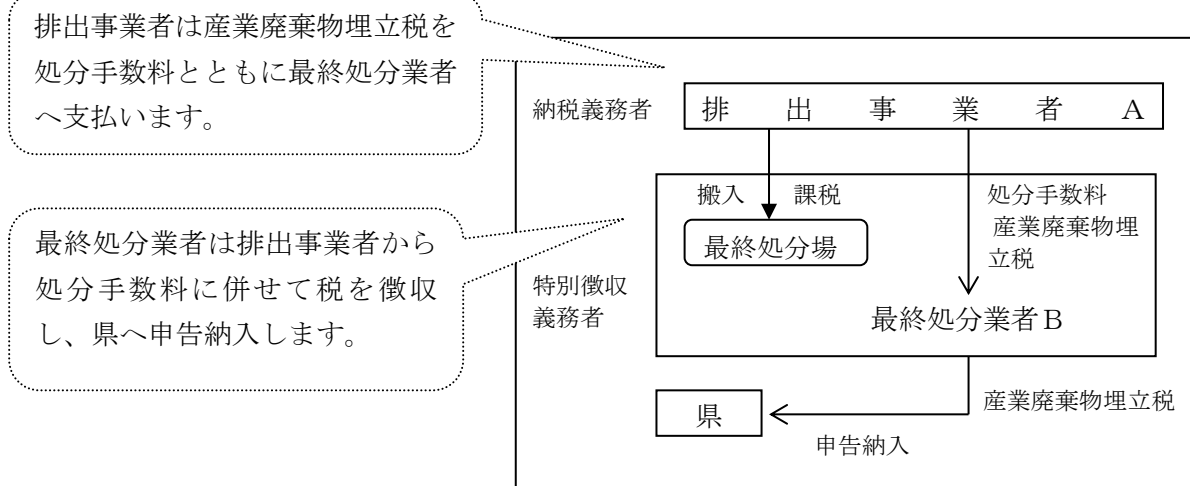 排出事業者は産業廃棄物埋立税を
処分手数料とともに最終処分業者
へ支払います。
納税義務者
排出事業者A
搬入
課税
処分手数料
産業廃棄物埋
立税
最終処分場
最終処分業者は排出事業者から
処分手数料に併せて税を徴収
し、県へ申告納入します。
特別徴収
義務者
最終処分業者B
産業廃棄物埋立税
県
申告納入